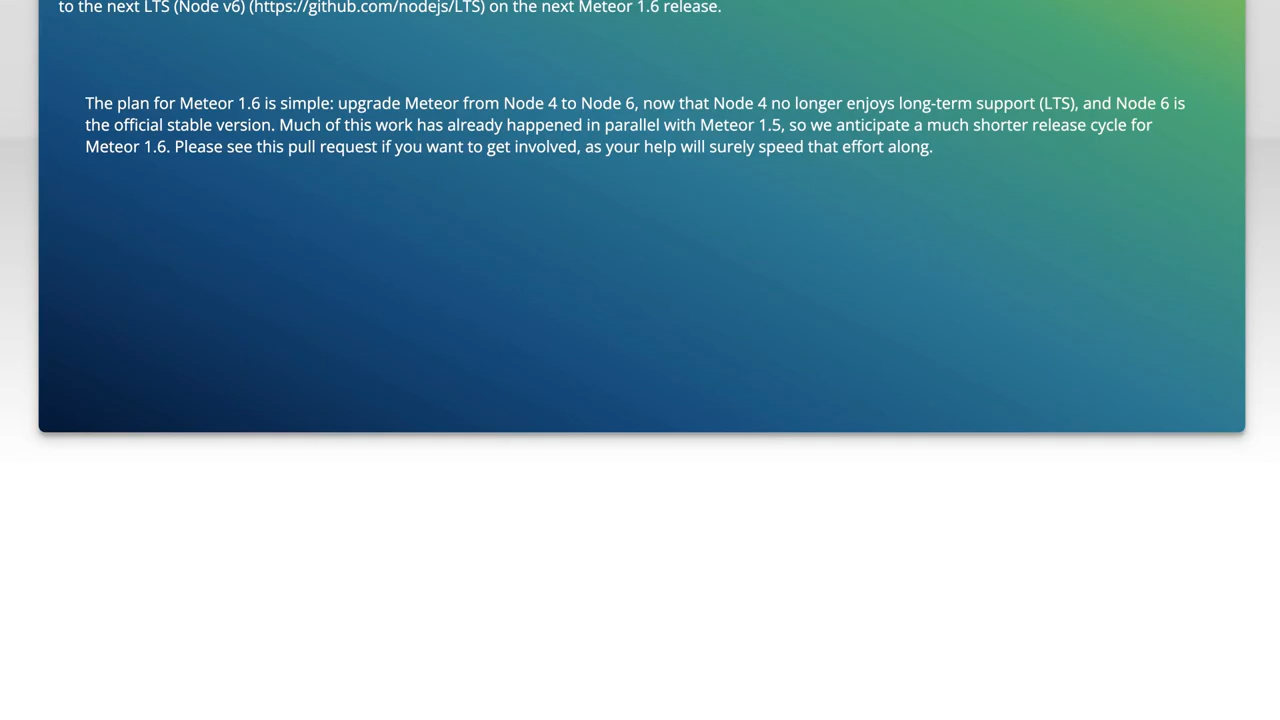 to the next LTS (Node v6) (https://github.com/nodejs/LTS) on the next Meteor 1.6 release.
The plan for Meteor 1.6 is simple: upgrade Meteor from Node 4 to Node 6, now that Node 4 no longer enjoys long-term support (LTS), and Node 6 is
the official stable version. Much of this work has already happened in parallel with Meteor 1.5, so we anticipate a much shorter release cycle for
Meteor 1.6. Please see this pull request if you want to get involved, as your help will surely speed that effort along.